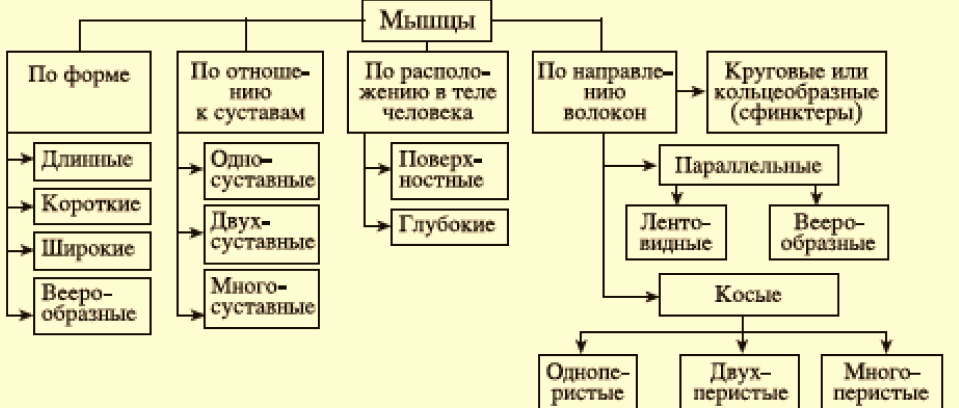 Мышцы
По форме
Длинные
Короткие
Широкие
Вееро-
образные
По отноше-
нию
к суставам
Одно-
суставные
Двух-
суставные
Много-
суставные
По располо-
жению в теле
человека
Поверх-
ностные
Глубокие
По направле-
нию
волокон
Круговые или
кольцеобразные
(сфинктеры)
Параллельные
Ленто-
видные
Вееро-
образные
Косые
Однопе-
ристые
Двух-
перистые
Много-
перистые